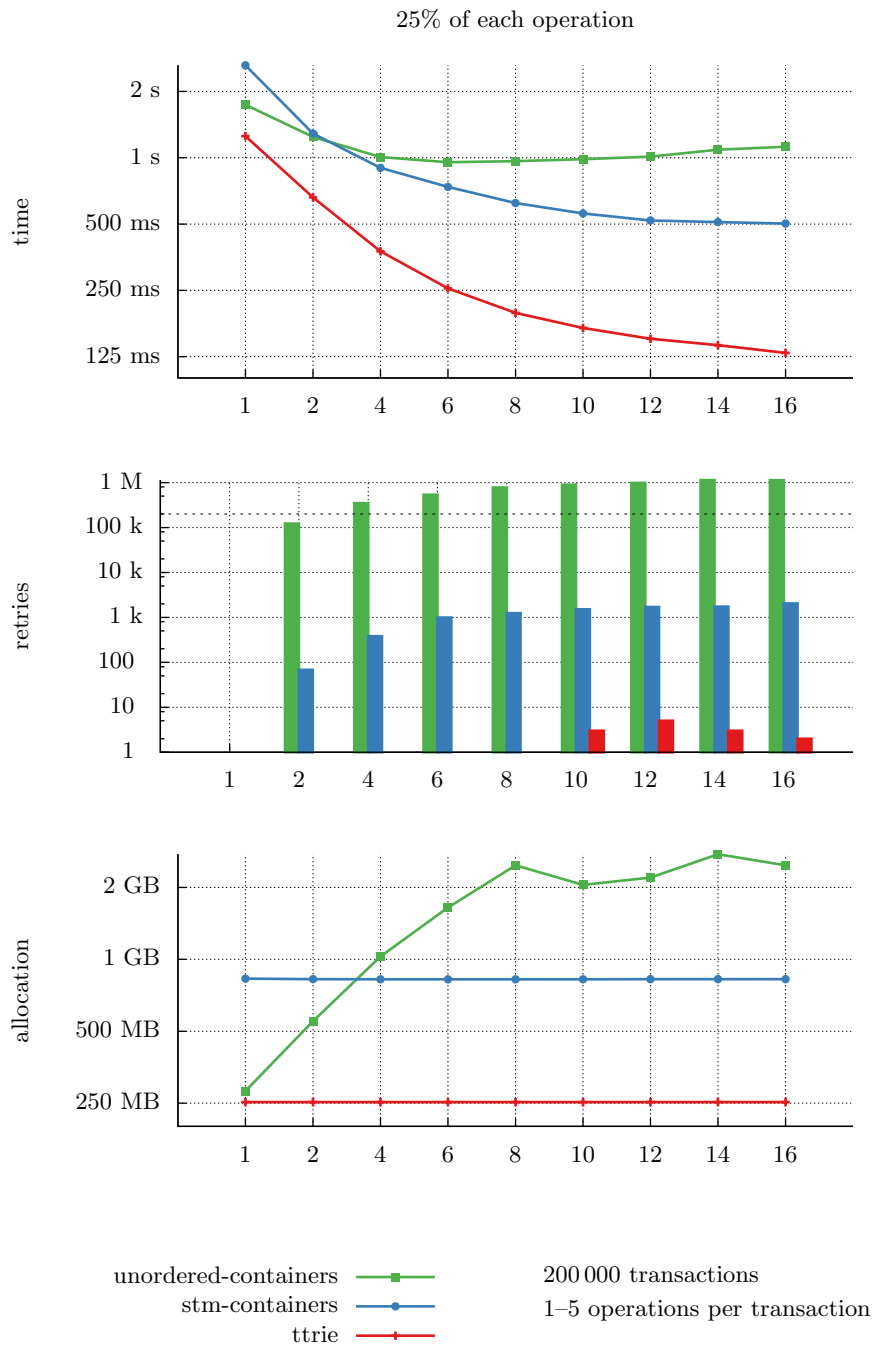 25% of each operation
time
2 s
1 s
500 ms
250 ms
125 ms
1 2 4 6 8 10 12 14 16
retries
1 M
100 k
10 k
1 k
100
10
1
1 2 4 6 8 10 12 14 16
allocation
2 GB
1 GB
500 MB
250 MB
1 2 4 6 8 10 12 14 16
unordered-containers
stm-containers
ttrie
200 000 transactions
1–5 operations per transaction